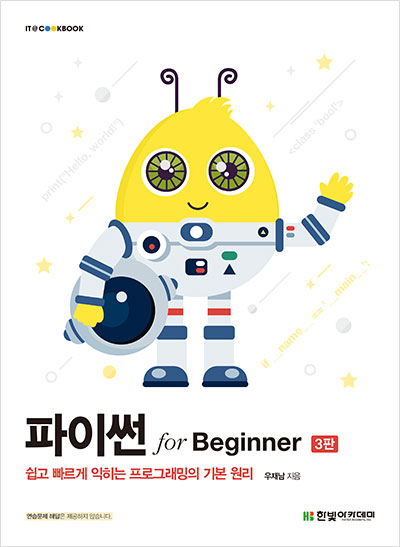 IT@COOKBOOK
print("Hello, world!")
<class 'bool'>
if __name__ == '__main__
파이썬 for Beginner 3판
쉽고 빠르게 익히는 프로그래밍의 기본 원리 우재남 지음
연습문제 해답은 제공하지 않습니다.
한빛아카데미
Hanbit Academy, Inc.